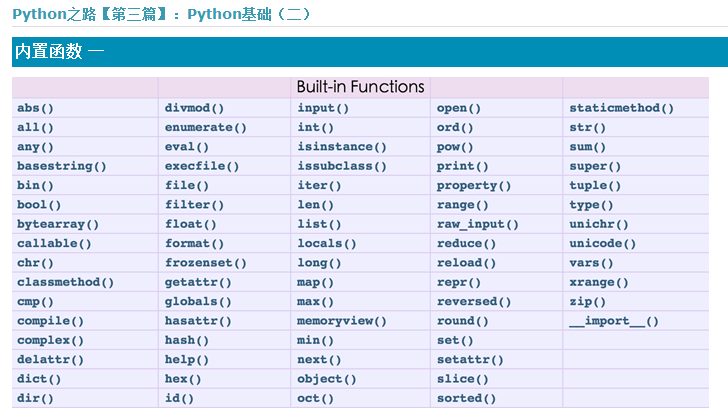 Python之路【第三篇】：Python基础（二）
内置函数 一
Built-in Functions
abs() divmod() input() open() staticmethod()
all() enumerate() int() ord() str()
any() eval() isinstance() pow() sum()
basestring() execfile() issubclass() print() super()
bin() file() iter() property() tuple()
bool() filter() len() range() type()
bytearray() float() list() raw_input() unichr()
callable() format() locals() reduce() unicode()
chr() frozenset() long() reload() vars()
classmethod() getattr() map() repr() xrange()
cmp() globals() max() reversed() zip()
compile() hasattr() memoryview() round() __import__()
complex() hash() min() set()
delattr() help() next() setattr()
dict() hex() object() slice()
dir() id() oct() sorted()